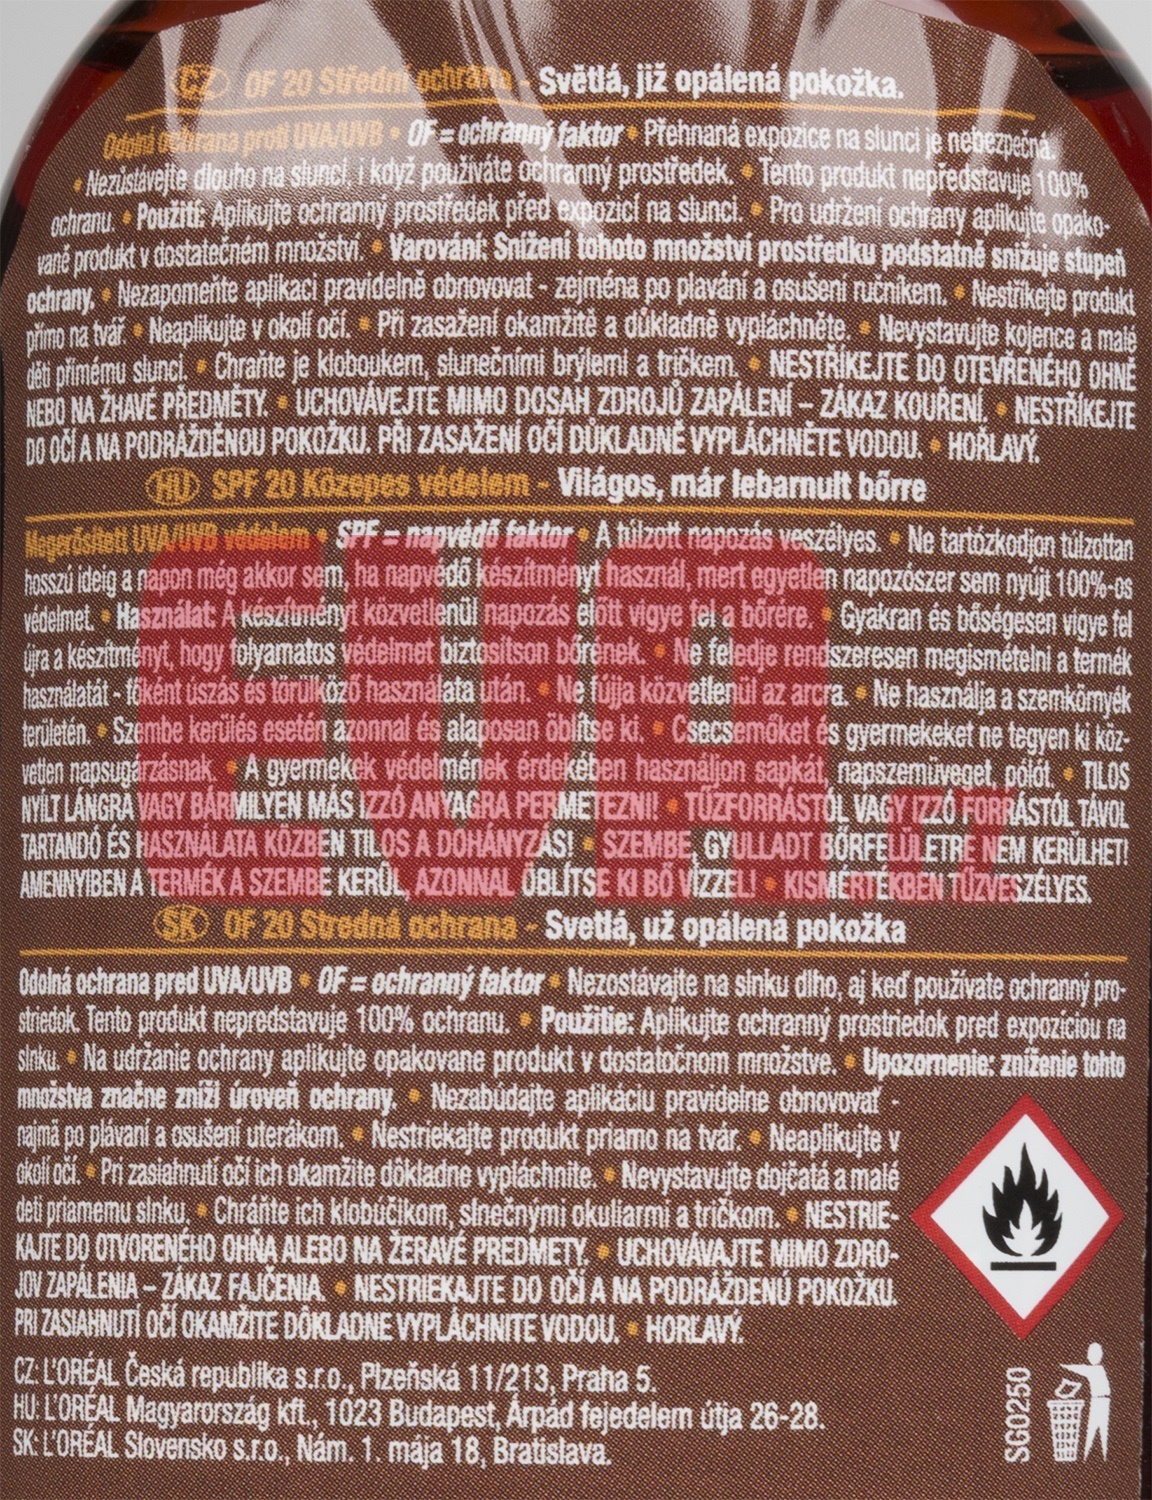 CZ OF 20 Střední ochrana - Světlá, již opálená pokožka.
Odolní ochrana proti UVA/UVB • OF = ochranný faktor • Přehnaná expozice na slunci je nebezpečná.
• Nezůstávejte dlouho na slunci, i když používáte ochranný prostředek. • Tento produkt nepředstavuje 100%
ochranu. • Použití: Aplikujte ochranný prostředek před expozicí na slunci. • Pro udržení ochrany aplikujte opako-
vaně produkt v dostatečném množství. • Varování: Snížení tohoto množství prostředku podstatně snižuje stupeň
ochrany. • Nezapomeňte aplikaci pravidelně obnovovat - zejména po plavání a osušení ručníkem. • Nestříkejte produkt
přímo na tvář. • Neaplikujte v okolí očí. • Při zasažení okamžitě a důkladně vypláchněte. • Nevystavujte kojence a malé
děti přímému slunci. • Chraňte je kloboukem, slunečními brýlemi a tričkem. • NESTŘÍKEJTE DO OTEVŘENÉHO OHNĚ
NEBO NA ŽHAVÉ PŘEDMĚTY. • UCHOVÁVEJTE MIMO DOSAH ZDROJŮ ZAPÁLENÍ – ZÁKAZ KOUŘENÍ. • NESTŘÍKEJTE
DO OČÍ A NA PODRÁŽDĚNOU POKOŽKU. PŘI ZASAŽENÍ OČÍ DŮKLADNĚ VYPLÁCHNĚTE VODOU. • HOŘLAVÝ.
HU SPF 20 Közepes védelem - Világos, már lebarnult bőrre
Megerősített UVA/UVB védelem • SPF = napvédő faktor • A túlzott napozás veszélyes. • Ne tartózkodjon túlzottan
hosszú ideig a napon még akkor sem, ha napvédő készítményt használ, mert egyetlen napozószer sem nyújt 100%-os
védelmet. • Használat: A készítményt közvetlenül napozás előtt vigye fel a bőrére. • Gyakran és bőségesen vigye fel
újra a készítményt, hogy folyamatos védelmet biztosítson bőrének. • Ne feledje rendszeresen megismételni a termék
használatát - főként úszás és törülköző használata után. • Ne fújja közvetlenül az arcra. • Ne használja a szemkörnyék
területén. • Szembe kerülés esetén azonnal és alaposan öblítse ki. • Csecsemőket és gyermekeket ne tegyen ki köz-
vetlen napsugárzásnak. • A gyermekek védelmének érdekében használjon sapkát, napszemüveget, pólót. • TILOS
NYÍLT LÁNGRA VAGY BÁRMILYEN MÁS IZZÓ ANYAGRA PERMETEZNI! • TŰZFORRÁSTÓL VAGY IZZÓ FORRÁSTÓL TÁVOL
TARTANDÓ ÉS HASZNÁLATA KÖZBEN TILOS A DOHÁNYZÁS! • SZEMBE, GYULLADT BŐRFELÜLETRE NEM KERÜLHET!
AMENNYIBEN A TERMÉK A SZEMBE KERÜL, AZONNAL ÖBLÍTSE KI BŐ VÍZZEL! • KISMÉRTÉKBEN TŰZVESZÉLYES.
EVA.cz
SK OF 20 Stredná ochrana - Svetlá, už opálená pokožka
Odolná ochrana pred UVA/UVB • OF = ochranný faktor • Nezostávajte na slnku dlho, aj keď používate ochranný pro-
striedok. Tento produkt nepredstavuje 100% ochranu. • Použitie: Aplikujte ochranný prostriedok pred expozíciou na
slnku. • Na udržanie ochrany aplikujte opakovane produkt v dostatočnom množstve. • Upozornenie: zníženie tohto
množstva značne zníži úroveň ochrany. • Nezabúdajte aplikáciu pravidelne obnovovať -
najmä po plávaní a osušení uterákom. • Nestriekajte produkt priamo na tvár. • Neaplikujte v
okolí očí. • Pri zasiahnutí očí ich okamžite dôkladne vypláchnite. • Nevystavujte dojčatá a malé
deti priamemu slnku. • Chráňte ich klobúčikom, slnečnými okuliarmi a tričkom. • NESTRIE-
KAJTE DO OTVORENÉHO OHŇA ALEBO NA ŽERAVÉ PREDMETY. • UCHOVÁVAJTE MIMO ZDRO-
JOV ZAPÁLENIA – ZÁKAZ FAJČENIA. • NESTRIEKAJTE DO OČÍ A NA PODRÁŽDENÚ POKOŽKU.
PRI ZASIAHNUTÍ OČÍ OKAMŽITE DÔKLADNE VYPLÁCHNITE VODOU. • HORĽAVÝ.
CZ: L'ORÉAL Česká republika s.r.o., Plzeňská 11/213, Praha 5.
HU: L'ORÉAL Magyarország kft., 1023 Budapest, Árpád fejedelem útja 26-28.
SK: L'ORÉAL Slovensko s.r.o., Nám. 1. mája 18, Bratislava.
SG0250